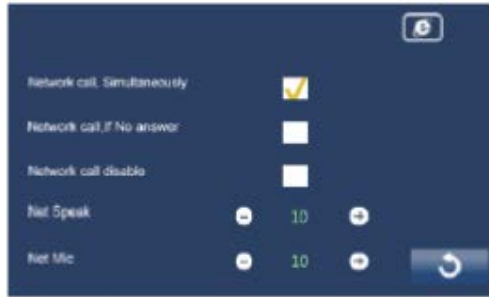 Network call, Simultaneously
Network call,If No answer
Network call disable
Net Speak 10
Net Mic 10